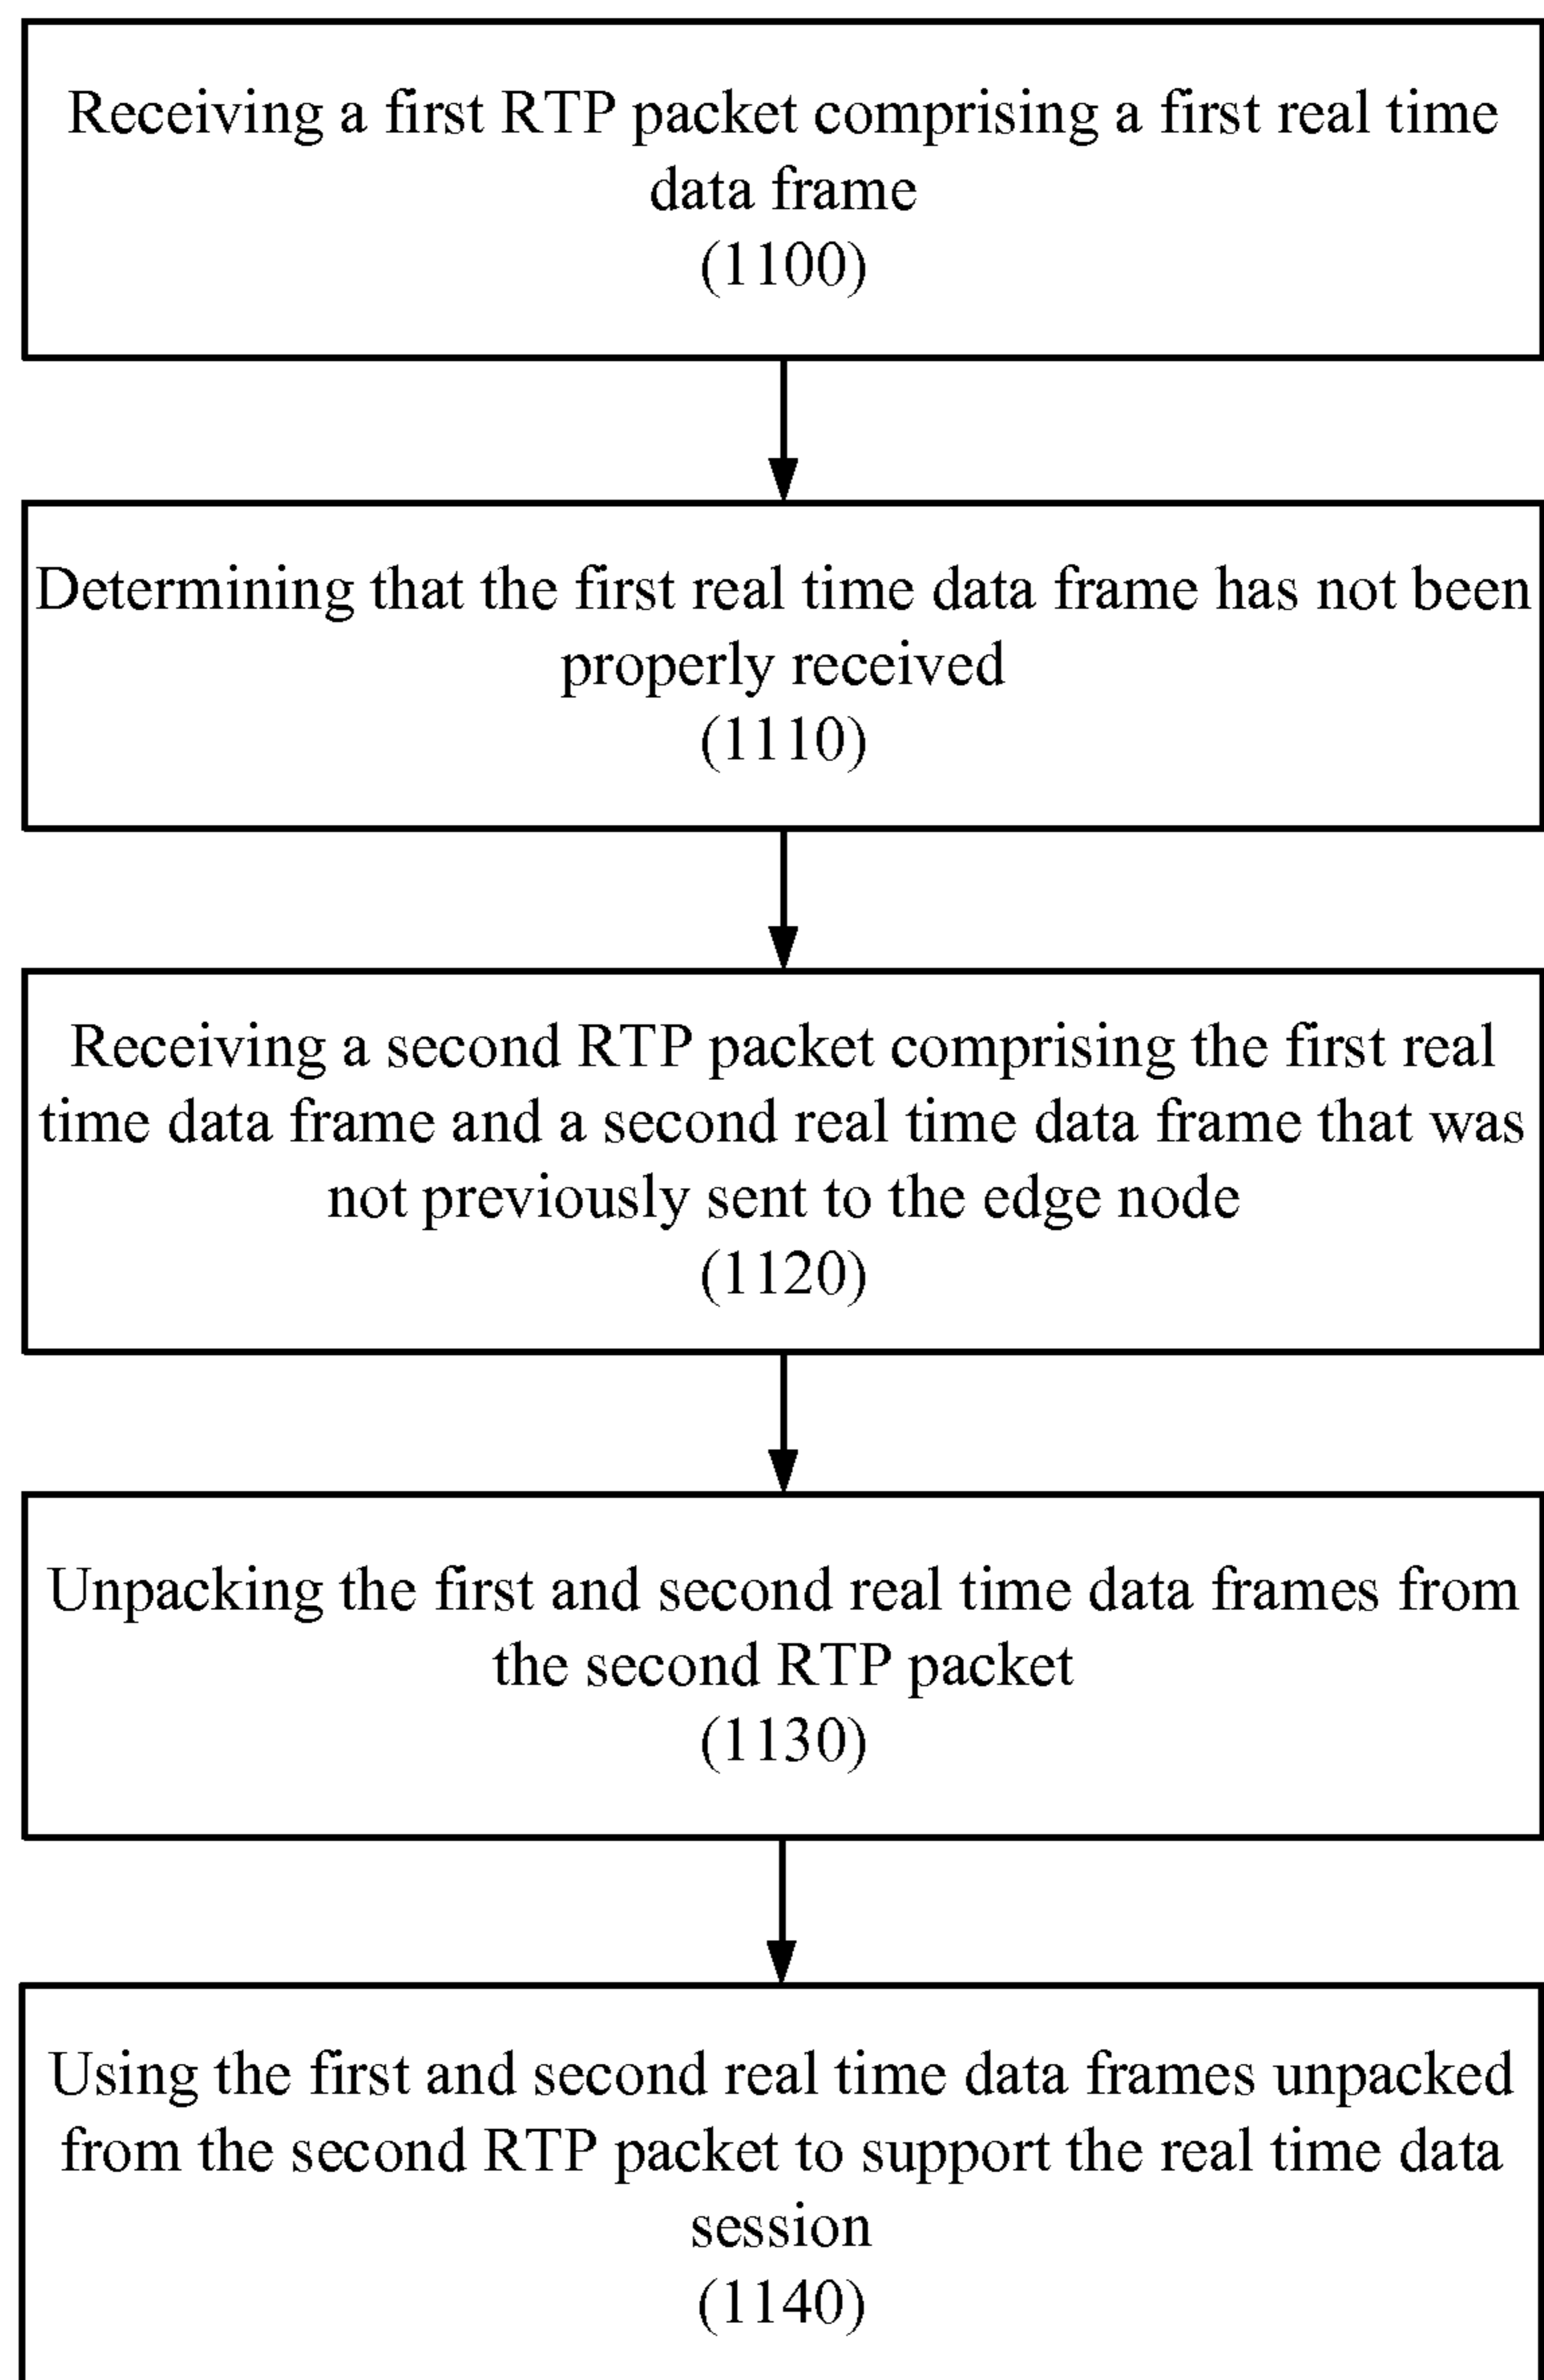 Receiving a first RTP packet comprising a first real time
data frame
(1100)
Determining that the first real time data frame has not been
properly received
(1110)
Receiving a second RTP packet comprising the first real
time data frame and a second real time data frame that was
not previously sent to the edge node
(1120)
Unpacking the first and second real time data frames from
the second RTP packet
(1130)
Using the first and second real time data frames unpacked
from the second RTP packet to support the real time data
session
(1140)